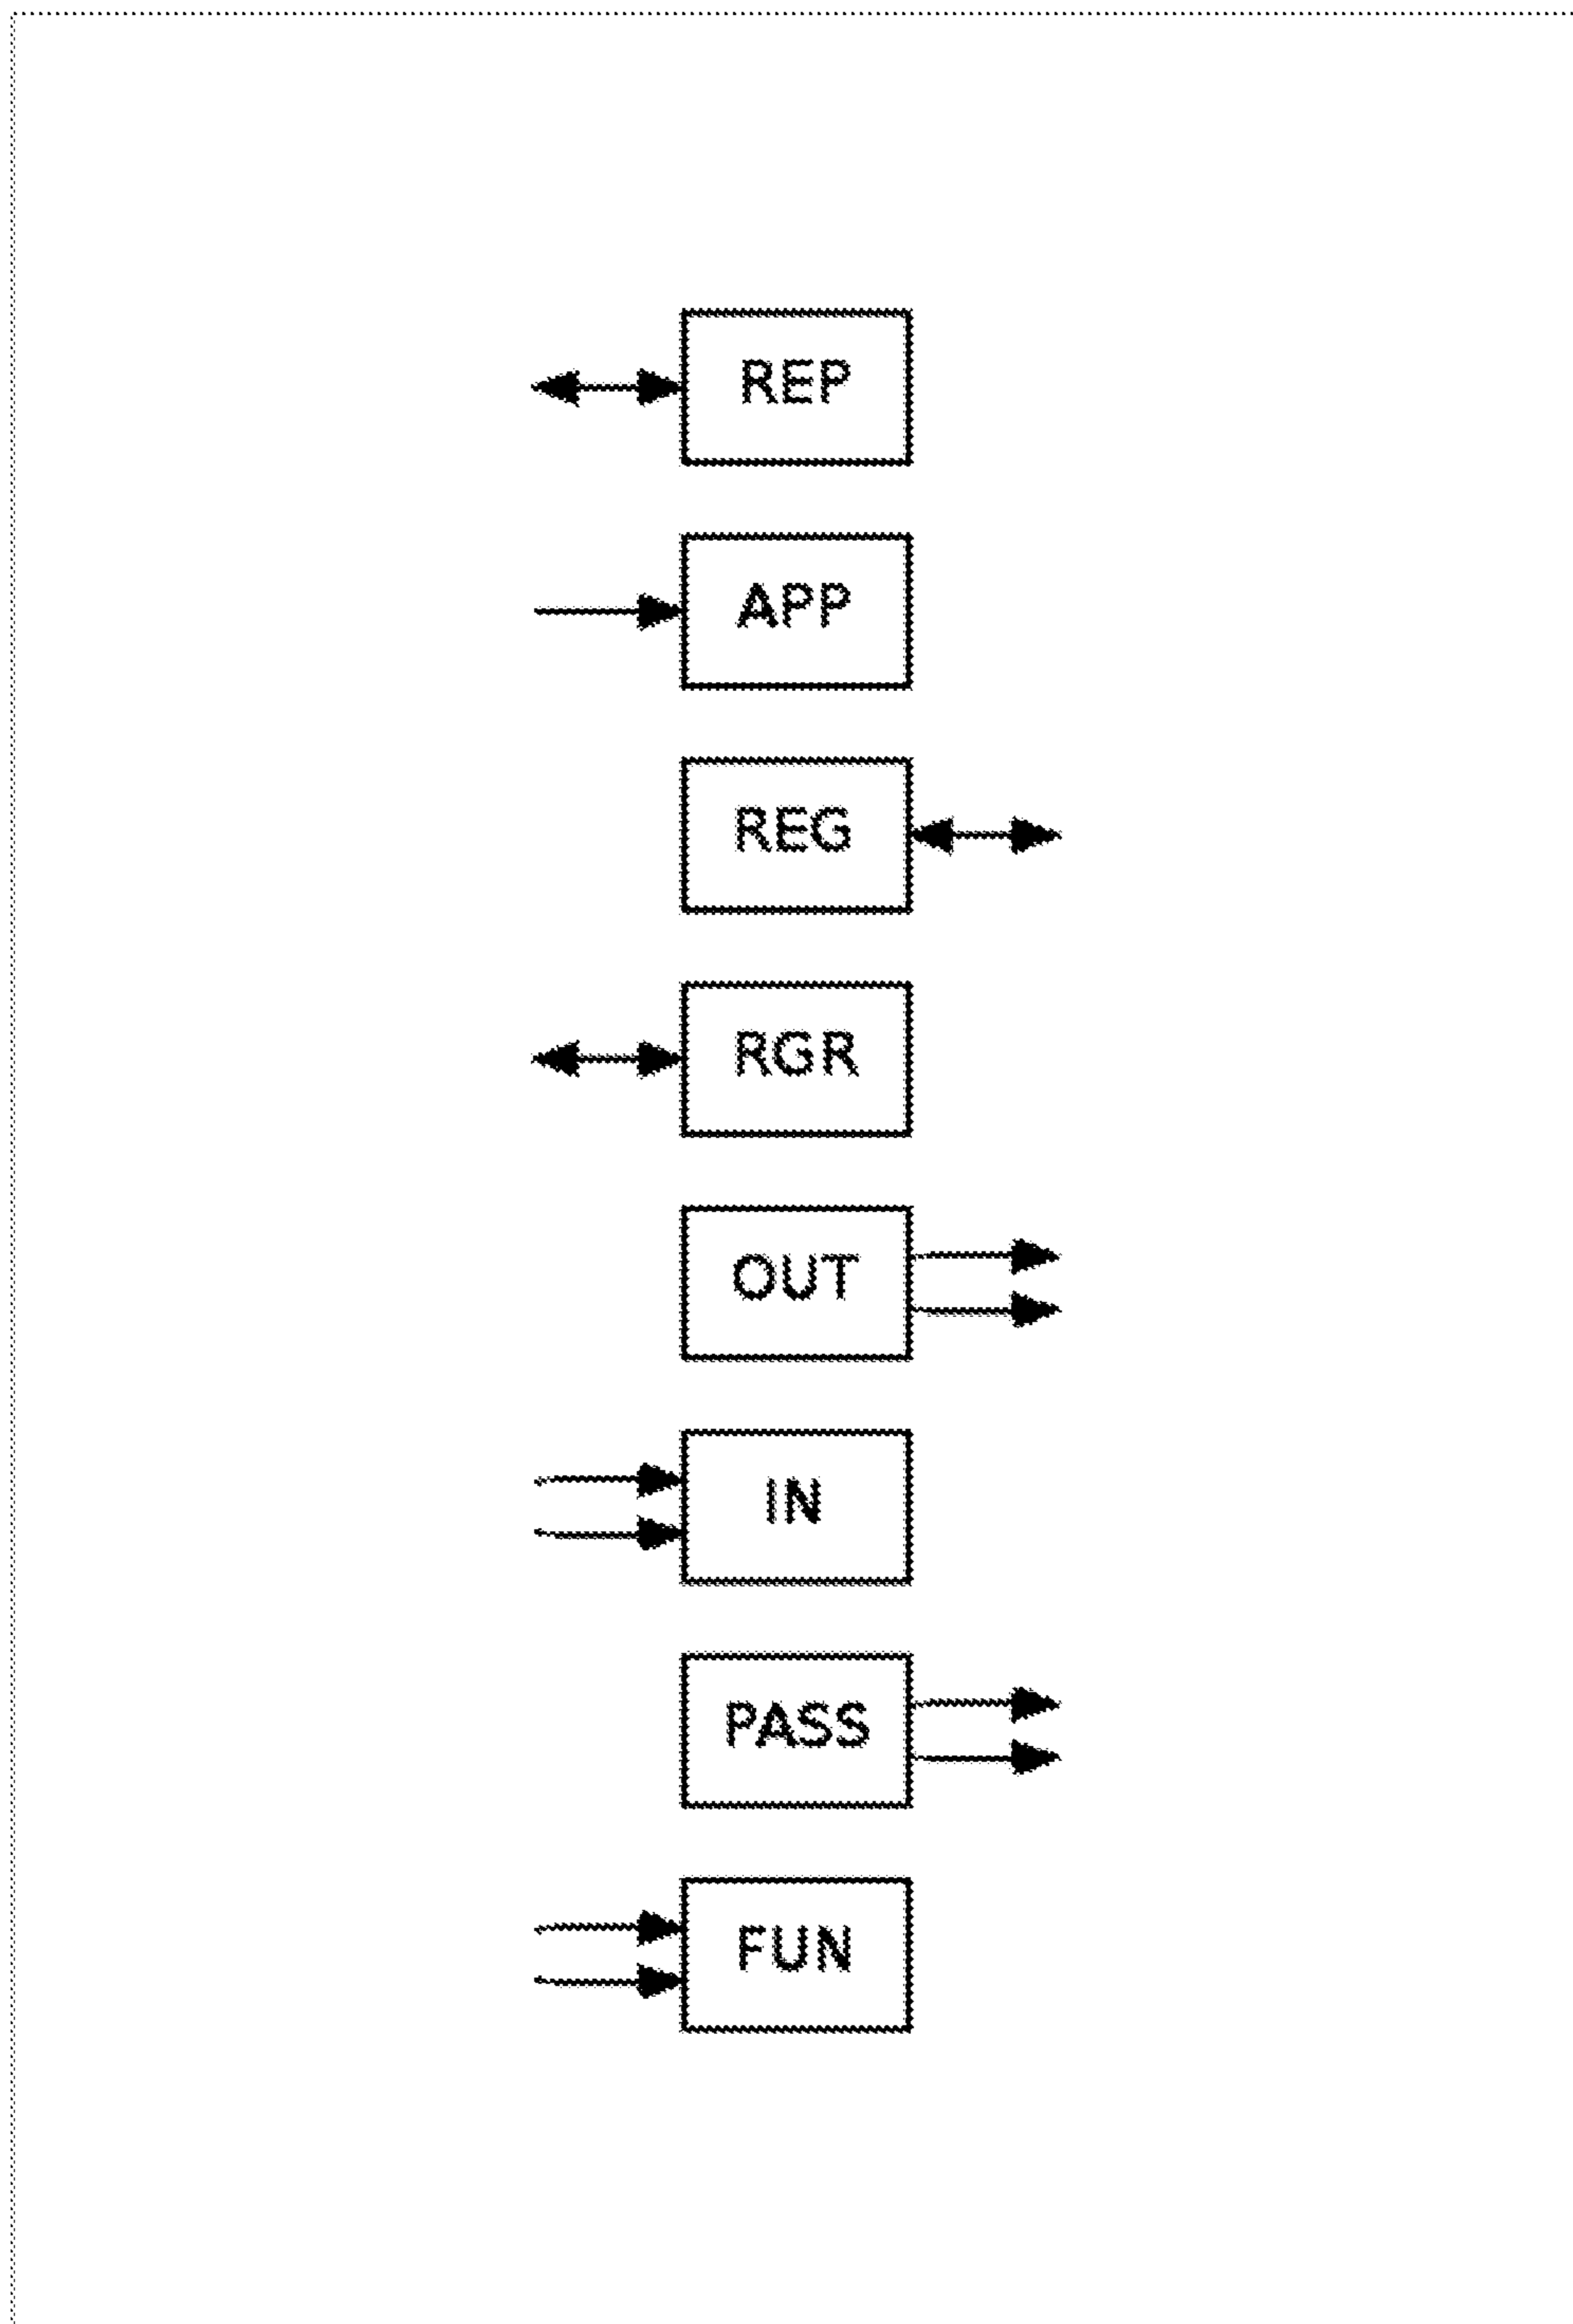 REP
APP
REG
RGR
OUT
IN
PASS
FUN